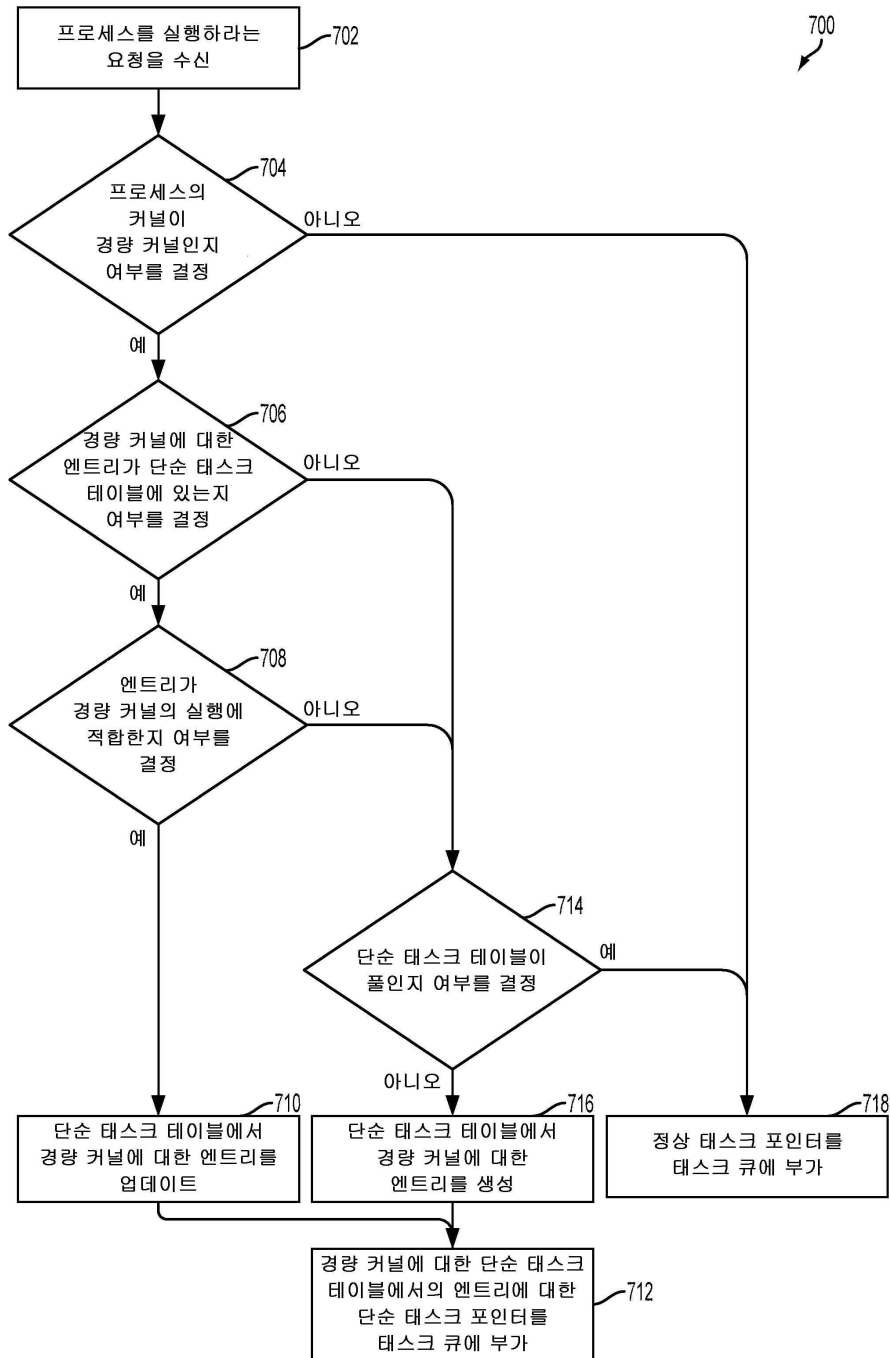 프로세스를 실행하라는
요청을 수신
702
700
704
프로세스의
커널이
경량 커널인지
여부를 결정
아니오
예
706
경량 커널에 대한
엔트리가 단순 태스크
테이블에 있는지
여부를 결정
아니오
예
708
엔트리가
경량 커널의 실행에
적합한지 여부를
결정
아니오
예
714
단순 태스크 테이블이
풀인지 여부를 결정
예
아니오
710
단순 태스크 테이블에서
경량 커널에 대한 엔트리를
업데이트
716
단순 태스크 테이블에서
경량 커널에 대한
엔트리를 생성
718
정상 태스크 포인터를
태스크 큐에 부가
경량 커널에 대한 단순 태스크
테이블에서의 엔트리에 대한
단순 태스크 포인터를
태스크 큐에 부가
712